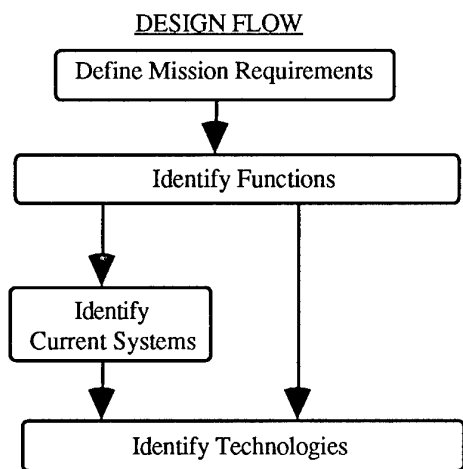 DESIGN FLOW
Define Mission Requirements
Identify Functions
Identify
Current Systems
Identify Technologies